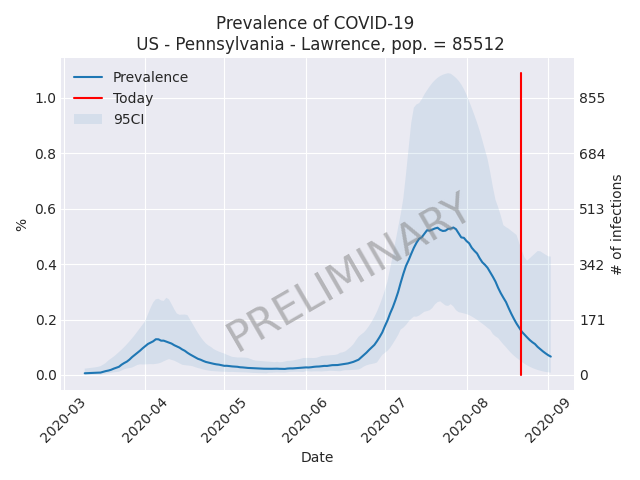 Prevalence of COVID-19
US - Pennsylvania - Lawrence, pop. = 85512
Prevalence
Today
95CI
%
1.0
0.8
0.6
0.4
0.2
0.0
855
684
513
342
171
0
# of infections
PRELIMINARY
2020-03
2020-04
2020-05
2020-06
2020-07
2020-08
2020-09
Date